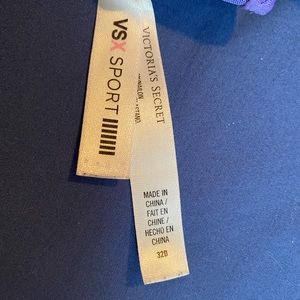 VSX SPORT
VICTORIA'S SECRET
MADE IN
CHINA /
FAIT EN
CHINE /
HECHO EN
CHINA
32D